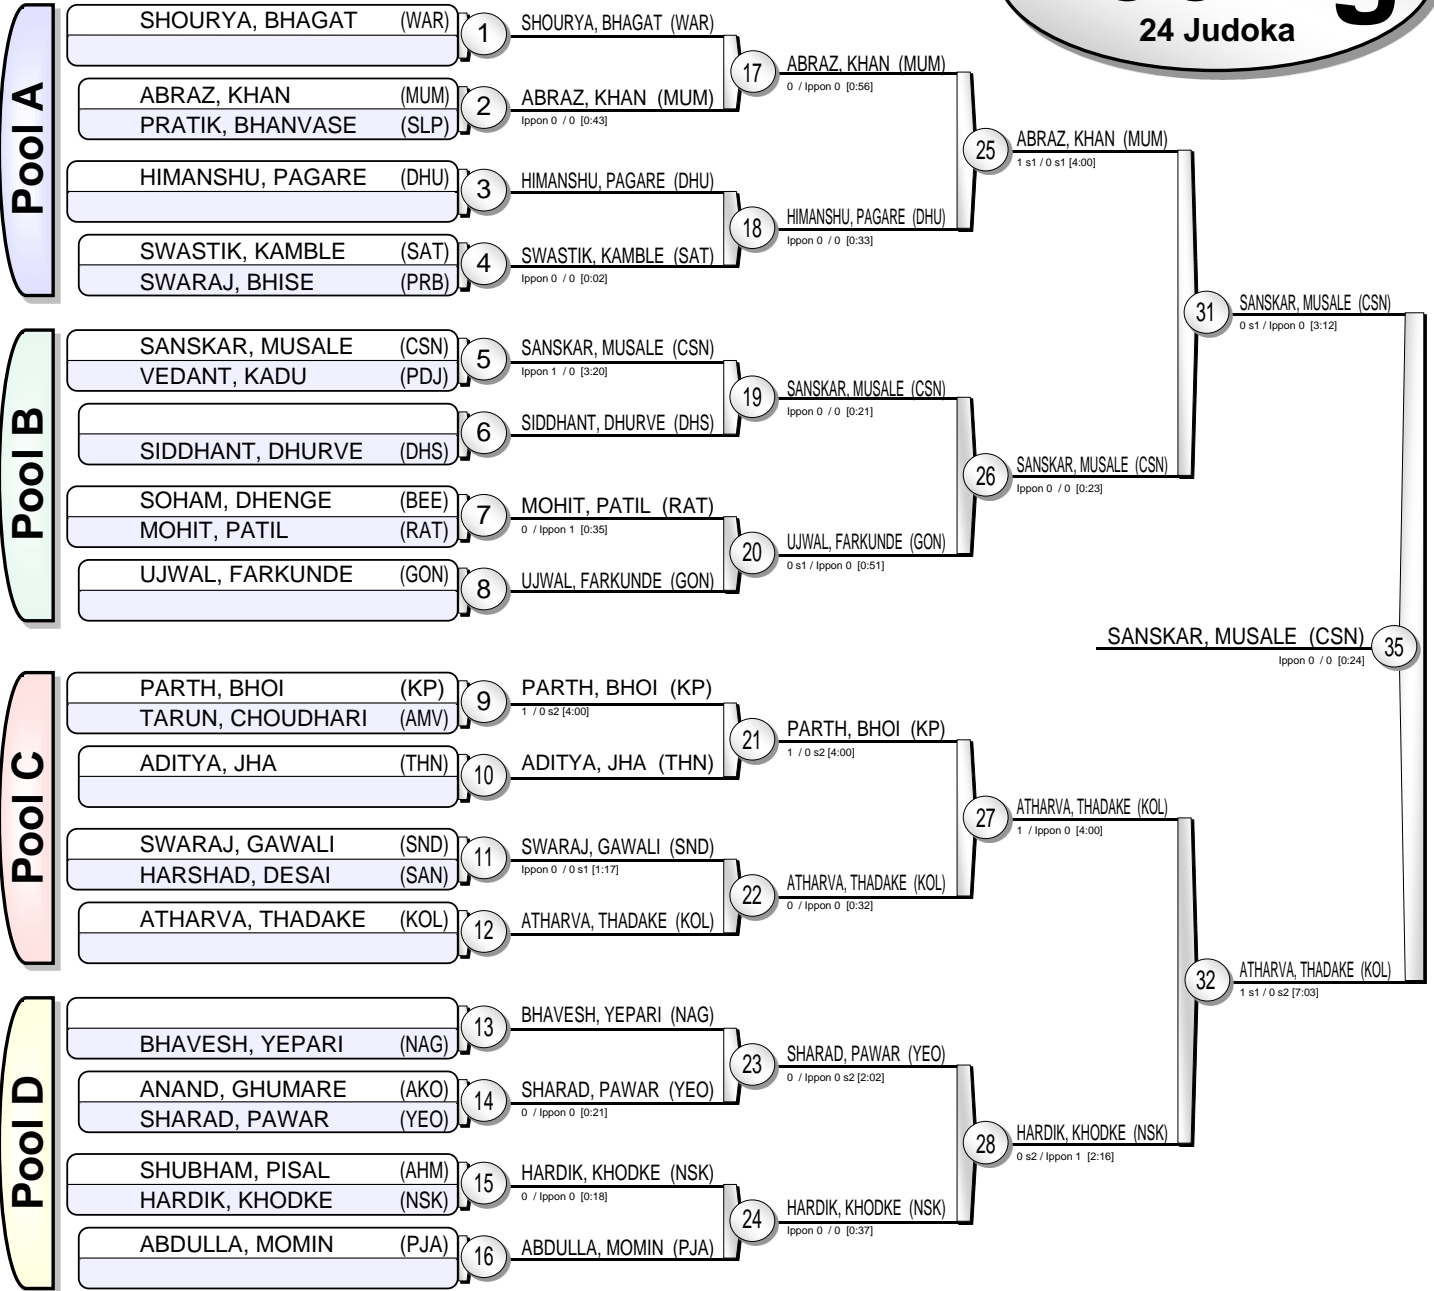 24 Judoka
Pool A
SHOURYA, BHAGAT (WAR)
1
SHOURYA, BHAGAT (WAR)
ABRAZ, KHAN (MUM)
PRATIK, BHANVASE (SLP)
2
ABRAZ, KHAN (MUM)
Ippon 0 / 0 [0:43]
17
ABRAZ, KHAN (MUM)
0 / Ippon 0 [0:56]
HIMANSHU, PAGARE (DHU)
3
HIMANSHU, PAGARE (DHU)
SWASTIK, KAMBLE (SAT)
SWARAJ, BHISE (PRB)
4
SWASTIK, KAMBLE (SAT)
Ippon 0 / 0 [0:02]
18
HIMANSHU, PAGARE (DHU)
Ippon 0 / 0 [0:33]
25
ABRAZ, KHAN (MUM)
1 s1 / 0 s1 [4:00]
Pool B
SANSKAR, MUSALE (CSN)
VEDANT, KADU (PDJ)
5
SANSKAR, MUSALE (CSN)
Ippon 1 / 0 [3:20]
SIDDHANT, DHURVE (DHS)
6
SIDDHANT, DHURVE (DHS)
19
SANSKAR, MUSALE (CSN)
Ippon 0 / 0 [0:21]
SOHAM, DHENGE (BEE)
MOHIT, PATIL (RAT)
7
MOHIT, PATIL (RAT)
0 / Ippon 1 [0:35]
UJWAL, FARKUNDE (GON)
8
UJWAL, FARKUNDE (GON)
20
UJWAL, FARKUNDE (GON)
0 s1 / Ippon 0 [0:51]
26
SANSKAR, MUSALE (CSN)
Ippon 0 / 0 [0:23]
31
SANSKAR, MUSALE (CSN)
0 s1 / Ippon 0 [3:12]
SANSKAR, MUSALE (CSN)
35
Ippon 0 / 0 [0:24]
Pool C
PARTH, BHOI (KP)
TARUN, CHOUDHARI (AMV)
9
PARTH, BHOI (KP)
1 / 0 s2 [4:00]
ADITYA, JHA (THN)
10
ADITYA, JHA (THN)
21
PARTH, BHOI (KP)
1 / 0 s2 [4:00]
SWARAJ, GAWALI (SND)
HARSHAD, DESAI (SAN)
11
SWARAJ, GAWALI (SND)
Ippon 0 / 0 s1 [1:17]
ATHARVA, THADAKE (KOL)
12
ATHARVA, THADAKE (KOL)
22
ATHARVA, THADAKE (KOL)
0 / Ippon 0 [0:32]
27
ATHARVA, THADAKE (KOL)
1 / Ippon 0 [4:00]
Pool D
BHAVESH, YEPARI (NAG)
13
BHAVESH, YEPARI (NAG)
ANAND, GHUMARE (AKO)
SHARAD, PAWAR (YEO)
14
SHARAD, PAWAR (YEO)
0 / Ippon 0 [0:21]
23
SHARAD, PAWAR (YEO)
0 / Ippon 0 s2 [2:02]
SHUBHAM, PISAL (AHM)
HARDIK, KHODKE (NSK)
15
HARDIK, KHODKE (NSK)
0 / Ippon 0 [0:18]
ABDULLA, MOMIN (PJA)
16
ABDULLA, MOMIN (PJA)
24
HARDIK, KHODKE (NSK)
Ippon 0 / 0 [0:37]
28
HARDIK, KHODKE (NSK)
0 s2 / Ippon 1 [2:16]
32
ATHARVA, THADAKE (KOL)
1 s1 / 0 s2 [7:03]